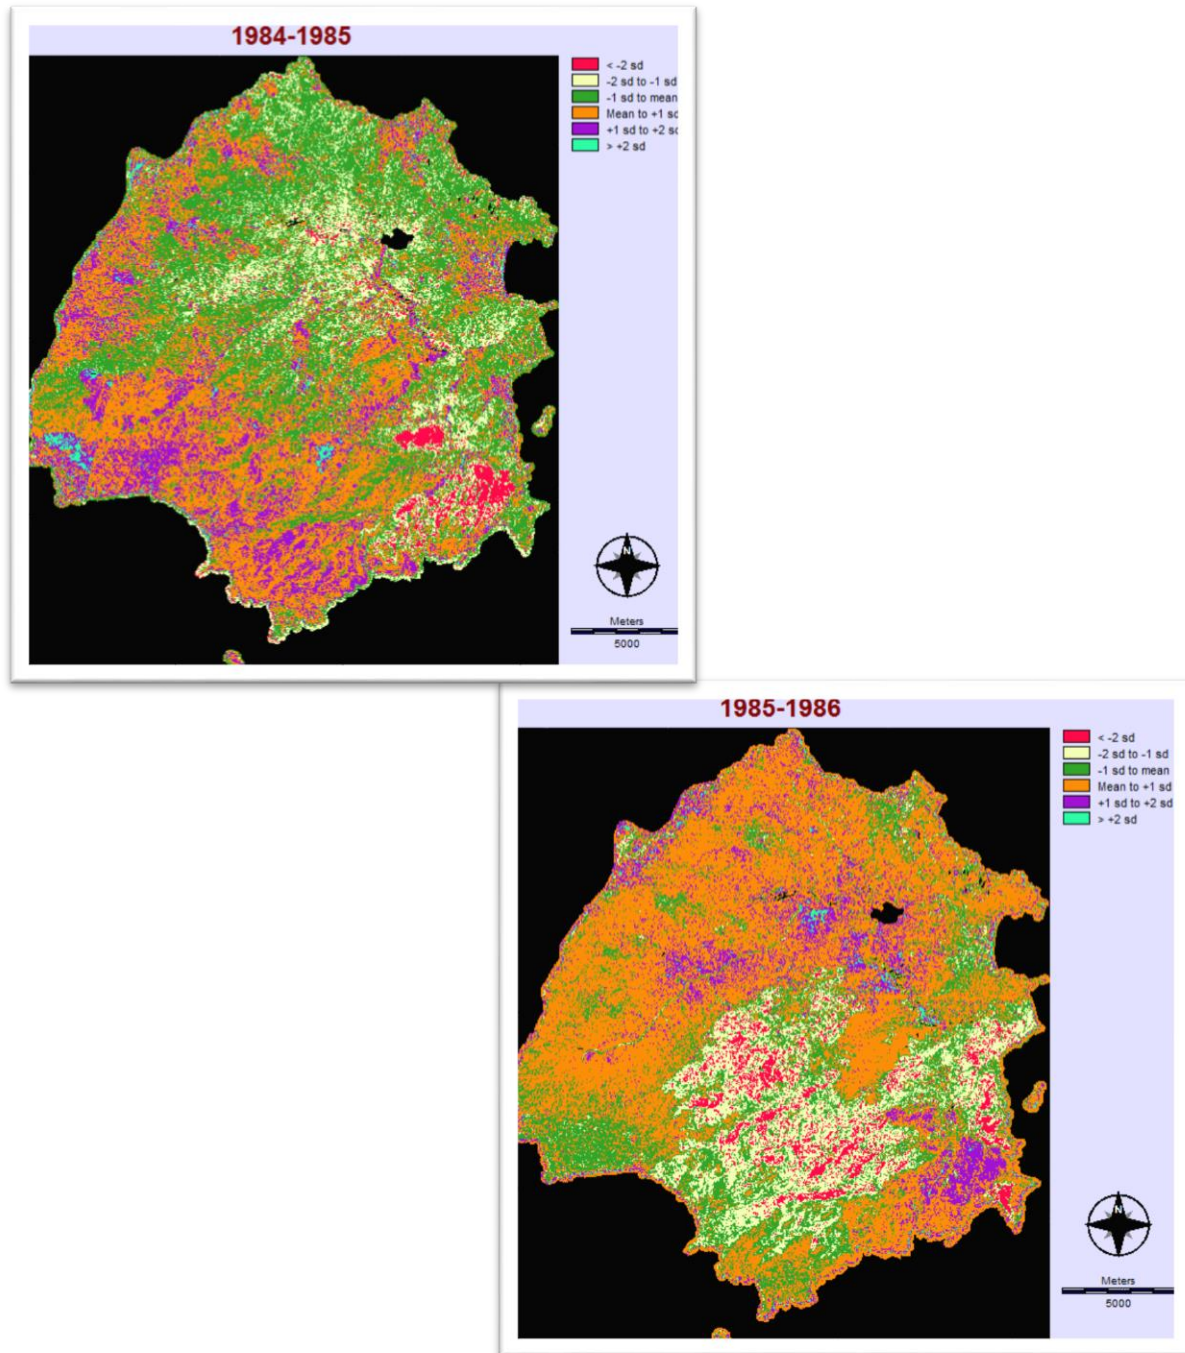 1984-1985
< -2 sd
-2 sd to -1 sd
-1 sd to mean
Mean to +1 sd
+1 sd to +2 sd
> +2 sd
N
Meters
5000
1985-1986
< -2 sd
-2 sd to -1 sd
-1 sd to mean
Mean to +1 sd
+1 sd to +2 sd
> +2 sd
N
Meters
5000